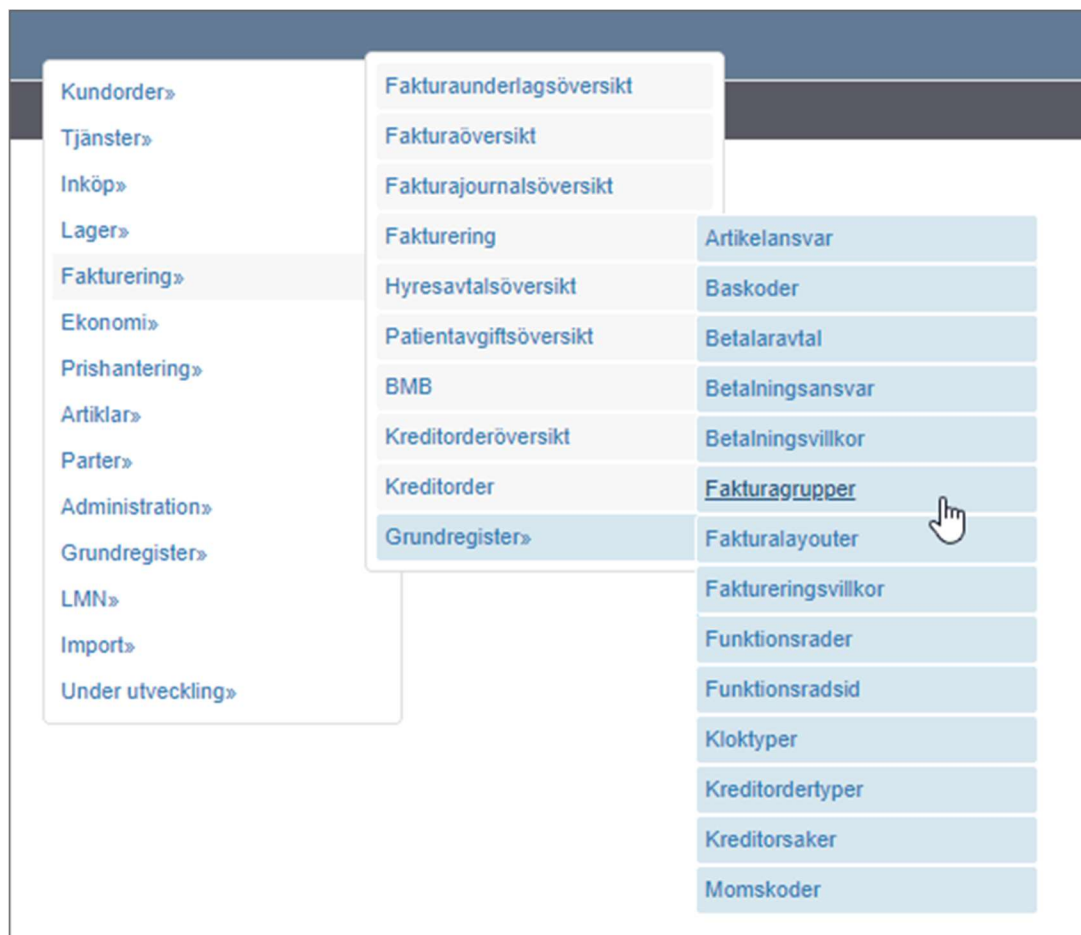 Kundorder»
Tjänster»
Inköp»
Lager»
Fakturering»
Ekonomi»
Prishantering»
Artiklar»
Parter»
Administration»
Grundregister»
LMN»
Import»
Under utveckling»
Fakturaunderlagsöversikt
Fakturaöversikt
Fakturajournalsöversikt
Fakturering
Hyresavtalsöversikt
Patientavgiftsöversikt
BMB
Kreditorderöversikt
Kreditorder
Grundregister»
Artikelansvar
Baskoder
Betalaravtal
Betalningsansvar
Betalningsvillkor
Fakturagrupper
Fakturalayouter
Faktureringsvillkor
Funktionsrader
Funktionsradsid
Kloktyper
Kreditordertyper
Kreditorsaker
Momskoder